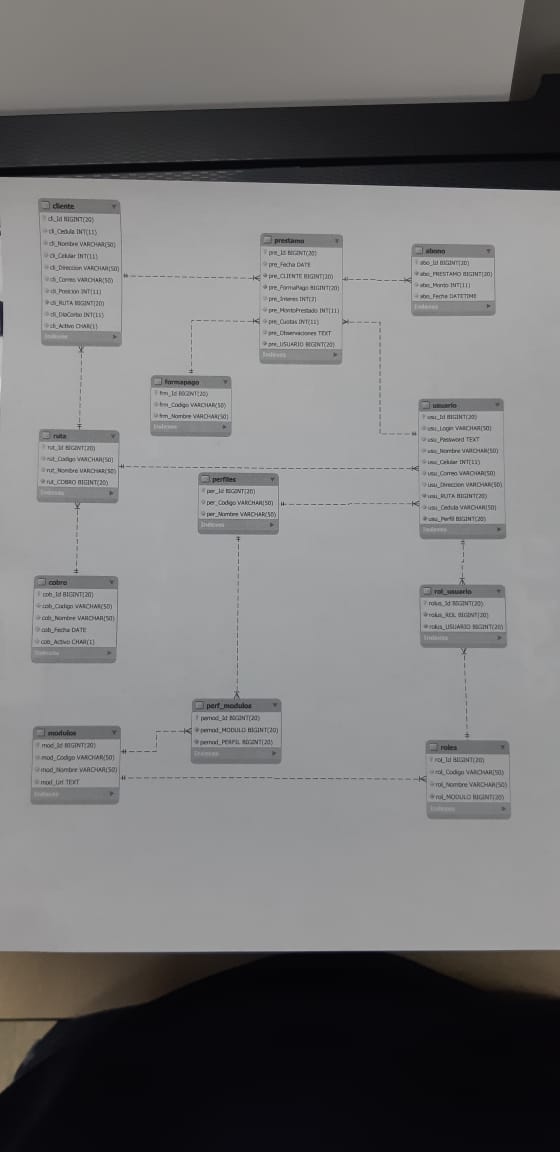 cliente
cli_Id BIGINT(20)
cli_Cedula INT(11)
cli_Nombre VARCHAR(50)
cli_Celular INT(11)
cli_Direccion VARCHAR(50)
cli_Correo VARCHAR(50)
cli_Posicion INT(11)
cli_RUTA BIGINT(20)
cli_DiaCorbo INT(11)
cli_Activo CHAR(1)
Indexes
prestamo
pre_Id BIGINT(20)
pre_Fecha DATE
pre_CLIENTE BIGINT(20)
pre_FormaPago BIGINT(20)
pre_Interes INT(2)
pre_MontoPrestado INT(11)
pre_Cuotas INT(11)
pre_Observaciones TEXT
pre_USUARIO BIGINT(20)
Indexes
abono
abo_Id BIGINT(20)
abo_PRESTAMO BIGINT(20)
abo_Monto INT(11)
abo_Fecha DATETIME
Indexes
formapago
frm_Id BIGINT(20)
frm_Codigo VARCHAR(50)
frm_Nombre VARCHAR(50)
Indexes
usuario
usu_Id BIGINT(20)
usu_Login VARCHAR(50)
usu_Password TEXT
usu_Nombre VARCHAR(50)
usu_Celular INT(11)
usu_Correo VARCHAR(50)
usu_Direccion VARCHAR(50)
usu_RUTA BIGINT(20)
usu_Cedula VARCHAR(50)
usu_Perfil BIGINT(20)
Indexes
ruta
rut_Id BIGINT(20)
rut_Codigo VARCHAR(50)
rut_Nombre VARCHAR(50)
rut_COBRO BIGINT(20)
Indexes
perfiles
per_Id BIGINT(20)
per_Codigo VARCHAR(50)
per_Nombre VARCHAR(50)
Indexes
cobro
cob_Id BIGINT(20)
cob_Codigo VARCHAR(50)
cob_Nombre VARCHAR(50)
cob_Fecha DATE
cob_Activo CHAR(1)
Indexes
rol_usuario
rolus_Id BIGINT(20)
rolus_ROL BIGINT(20)
rolus_USUARIO BIGINT(20)
Indexes
perf_modulos
pemod_Id BIGINT(20)
pemod_MODULO BIGINT(20)
pemod_PERFIL BIGINT(20)
Indexes
modulos
mod_Id BIGINT(20)
mod_Codigo VARCHAR(50)
mod_Nombre VARCHAR(50)
mod_Url TEXT
Indexes
roles
rol_Id BIGINT(20)
rol_Codigo VARCHAR(50)
rol_Nombre VARCHAR(50)
rol_MODULO BIGINT(20)
Indexes